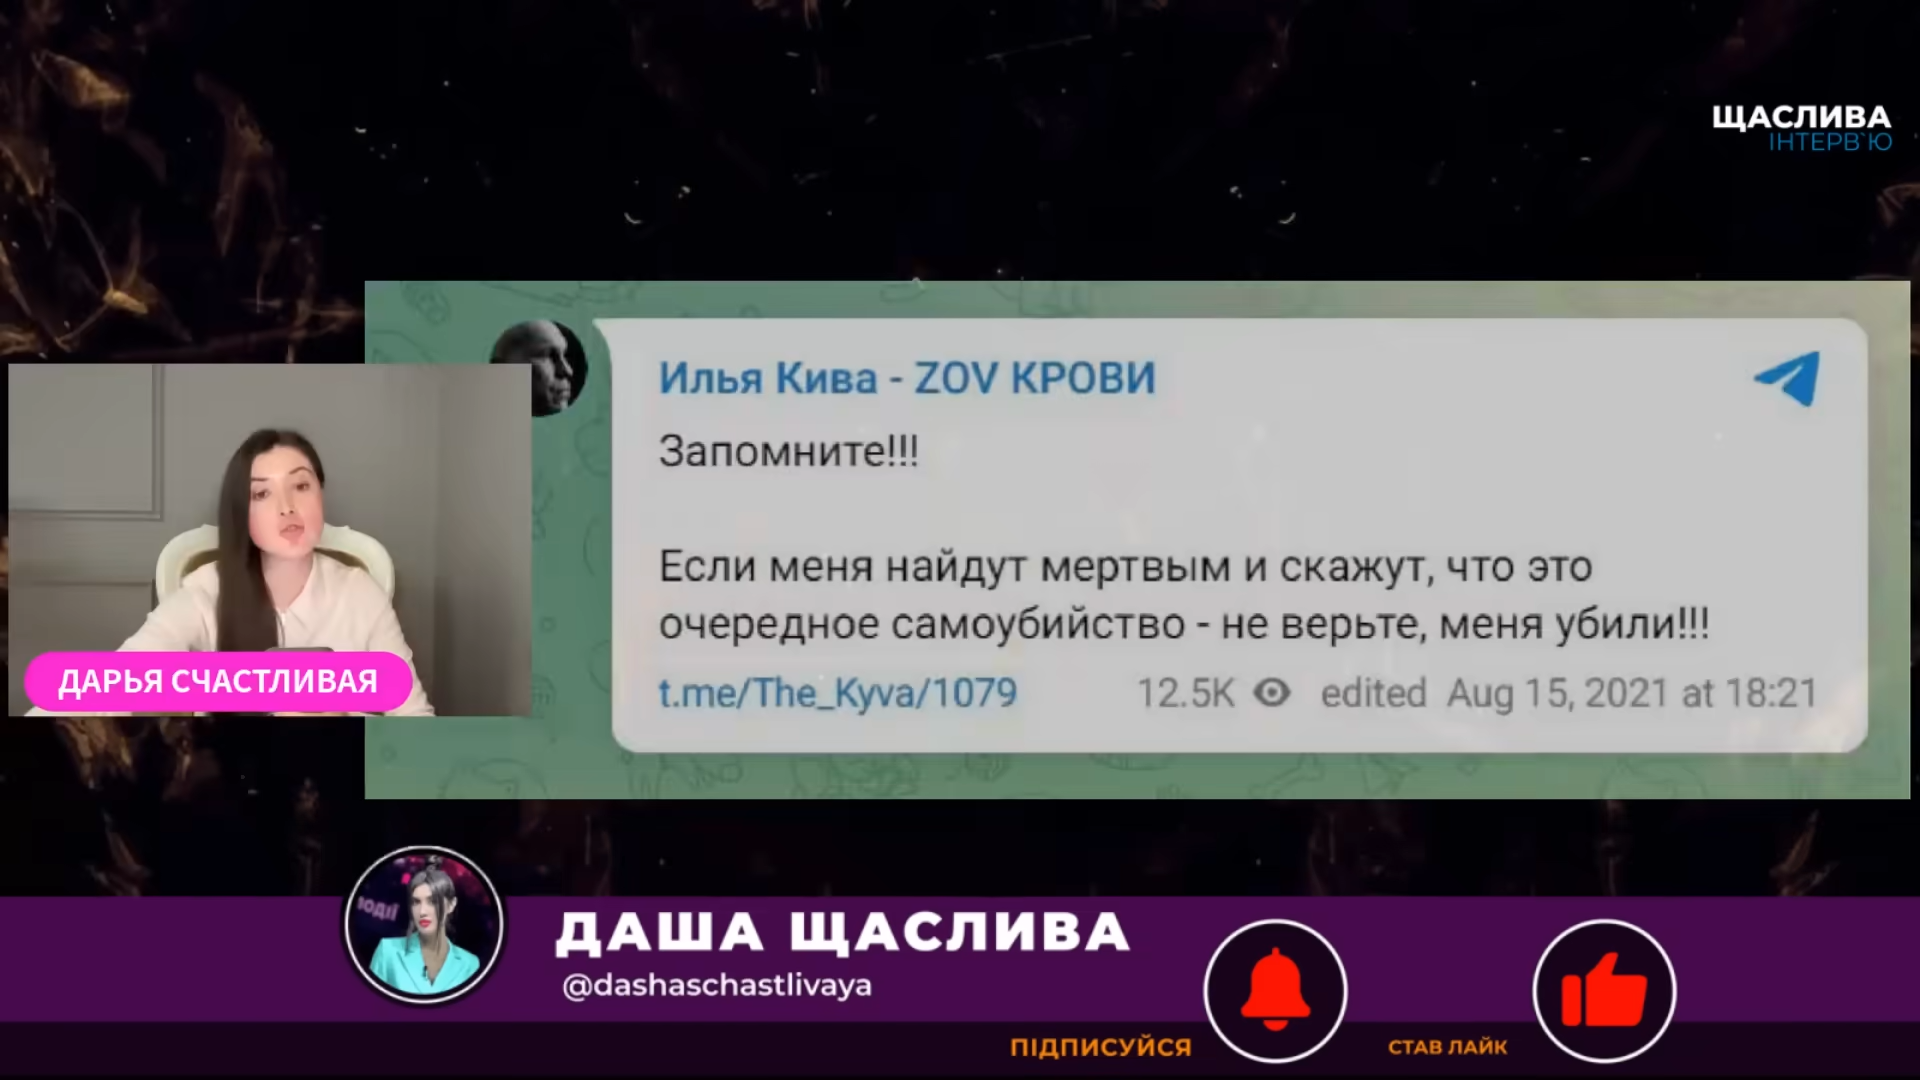 ЩАСЛИВА
ІНТЕРВ`Ю
Илья Кива - ZOV КРОВИ
Запомните!!!
Если меня найдут мертвым и скажут, что это
очередное самоубийство - не верьте, меня убили!!!
t.me/The_Kyva/1079 12.5K edited Aug 15, 2021 at 18:21
ДАРЬЯ СЧАСТЛИВАЯ
ПОДІЇ
ДАША ЩАСЛИВА
@dashaschastlivaya
ПІДПИСУЙСЯ
СТАВ ЛАЙК